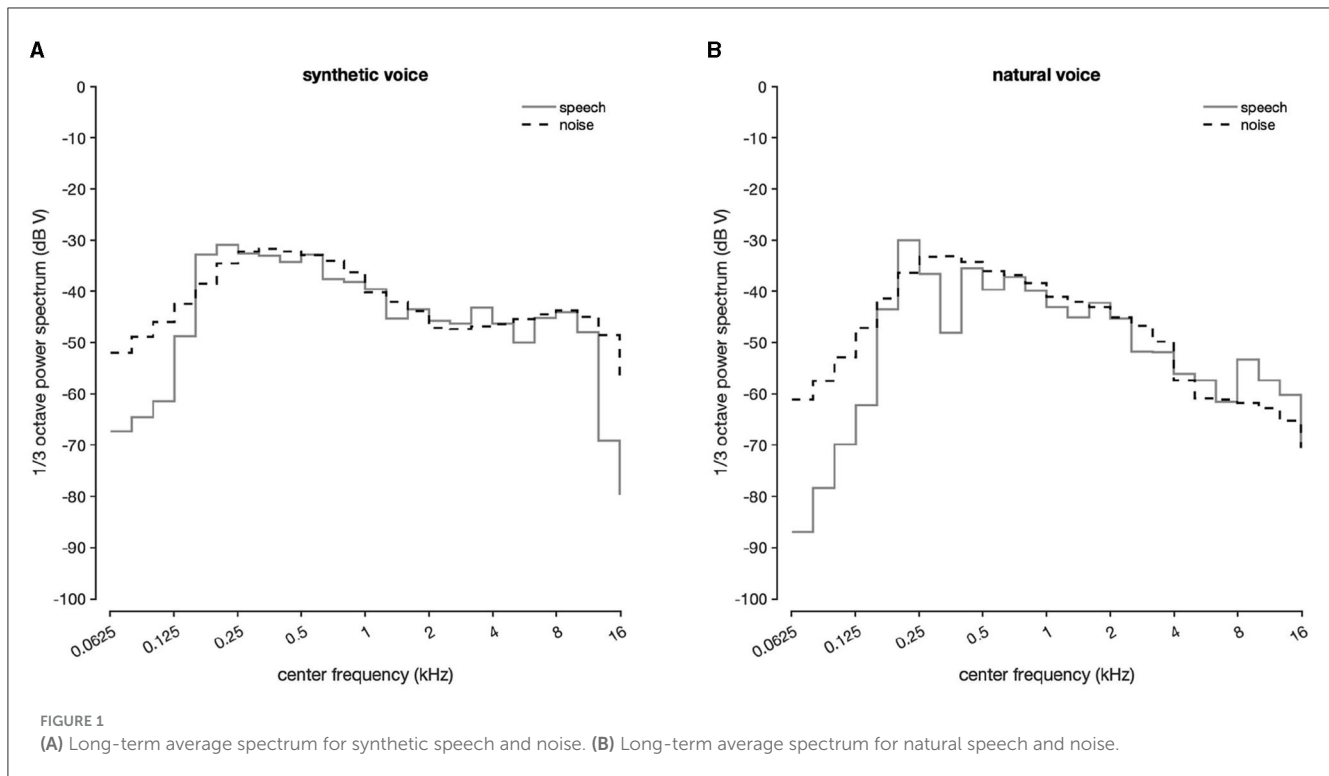 A
synthetic voice
speech
noise
0
-10
-20
-30
-40
-50
-60
-70
-80
-90
-100
1/3 octave power spectrum (dB V)
0.0625
0.125
0.25
0.5
1
2
4
8
16
center frequency (kHz)
B
natural voice
speech
noise
0
-10
-20
-30
-40
-50
-60
-70
-80
-90
-100
1/3 octave power spectrum (dB V)
0.0625
0.125
0.25
0.5
1
2
4
8
16
center frequency (kHz)
FIGURE 1
(A) Long-term average spectrum for synthetic speech and noise. (B) Long-term average spectrum for natural speech and noise.